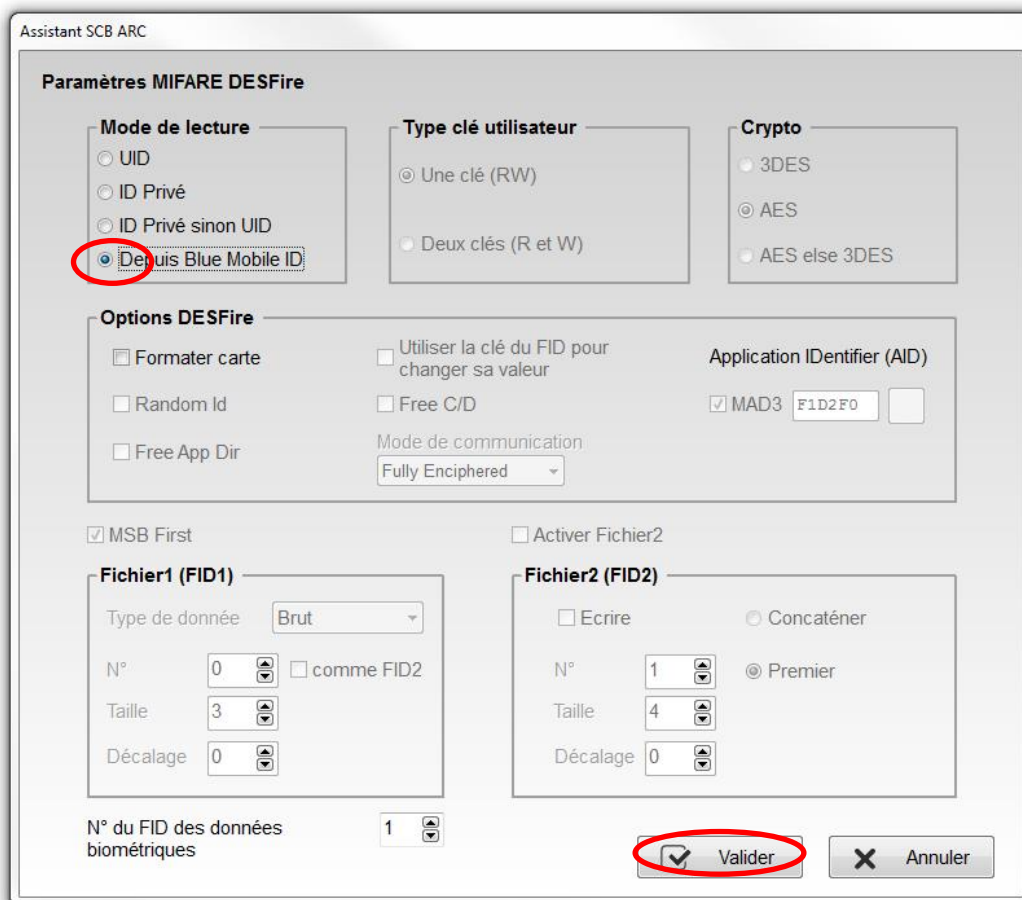 Assistant SCB ARC
Paramètres MIFARE DESFire
Mode de lecture
UID
ID Privé
ID Privé sinon UID
Depuis Blue Mobile ID
Type clé utilisateur
Une clé (RW)
Deux clés (R et W)
Crypto
3DES
AES
AES else 3DES
Options DESFire
Formater carte
Random Id
Free App Dir
Utiliser la clé du FID pour
changer sa valeur
Free C/D
Mode de communication
Fully Enciphered
Application IDentifier (AID)
MAD3 F1D2F0
MSB First
Activer Fichier2
Fichier1 (FID1)
Type de donnée Brut
N° 0 comme FID2
Taille 3
Décalage 0
Fichier2 (FID2)
Ecrire Concaténer
N° 1 Premier
Taille 4
Décalage 0
N° du FID des données
biométriques 1
Valider Annuler